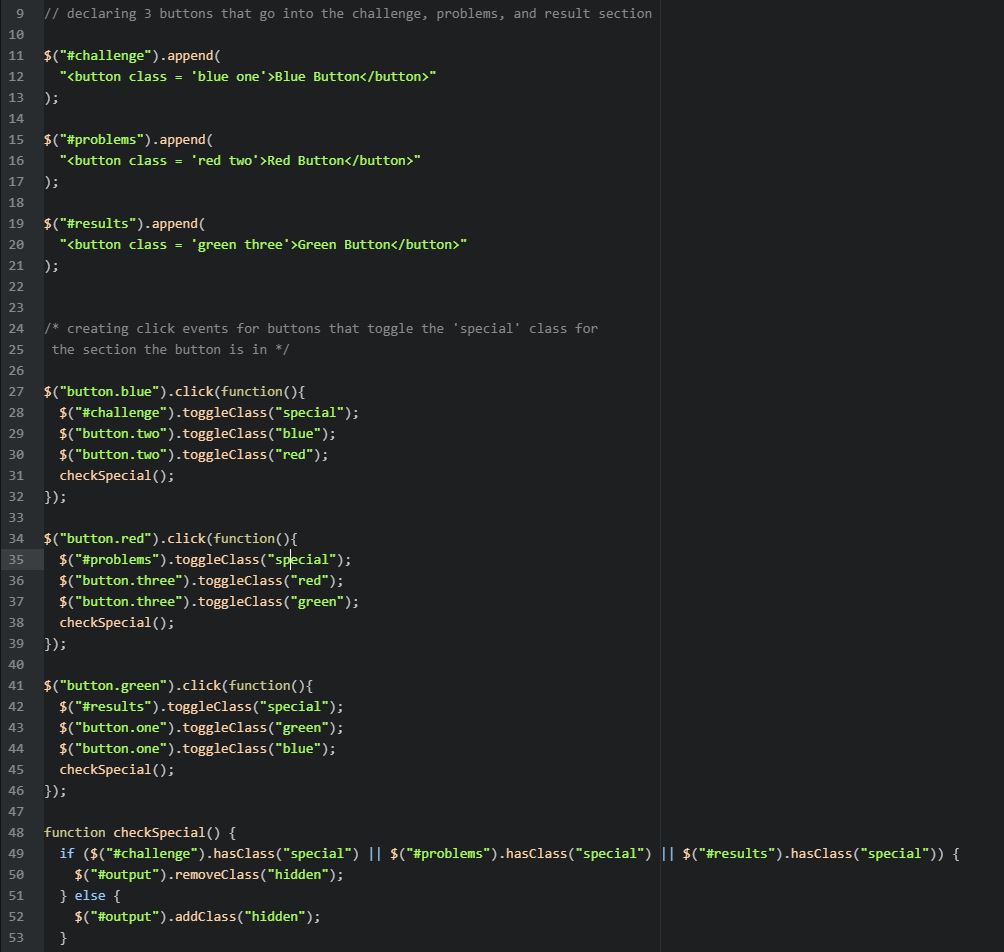 9 // declaring 3 buttons that go into the challenge, problems, and result section
10
11 $("#challenge").append(
12   "<button class = 'blue one'>Blue Button</button>"
13 );
14
15 $("#problems").append(
16   "<button class = 'red two'>Red Button</button>"
17 );
18
19 $("#results").append(
20   "<button class = 'green three'>Green Button</button>"
21 );
22
23
24 /* creating click events for buttons that toggle the 'special' class for
25  the section the button is in */
26
27 $("button.blue").click(function(){
28   $("#challenge").toggleClass("special");
29   $("button.two").toggleClass("blue");
30   $("button.two").toggleClass("red");
31   checkSpecial();
32 });
33
34 $("button.red").click(function(){
35   $("#problems").toggleClass("special");
36   $("button.three").toggleClass("red");
37   $("button.three").toggleClass("green");
38   checkSpecial();
39 });
40
41 $("button.green").click(function(){
42   $("#results").toggleClass("special");
43   $("button.one").toggleClass("green");
44   $("button.one").toggleClass("blue");
45   checkSpecial();
46 });
47
48 function checkSpecial() {
49   if ($("#challenge").hasClass("special") || $("#problems").hasClass("special") || $("#results").hasClass("special")) {
50     $("#output").removeClass("hidden");
51   } else {
52     $("#output").addClass("hidden");
53   }